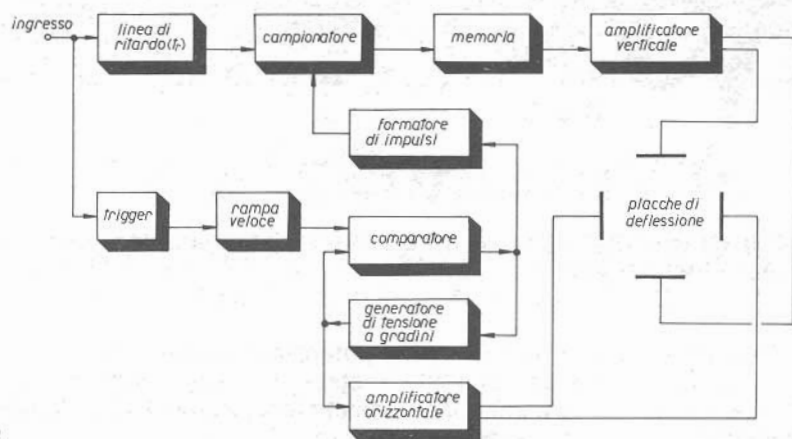 ingresso
linea di
ritardo (tr)
campionatore
memoria
amplificatore
verticale
formatore
di impulsi
trigger
rampa
veloce
comparatore
placche di
deflessione
generatore
di tensione
a gradini
amplificatore
orizzontale